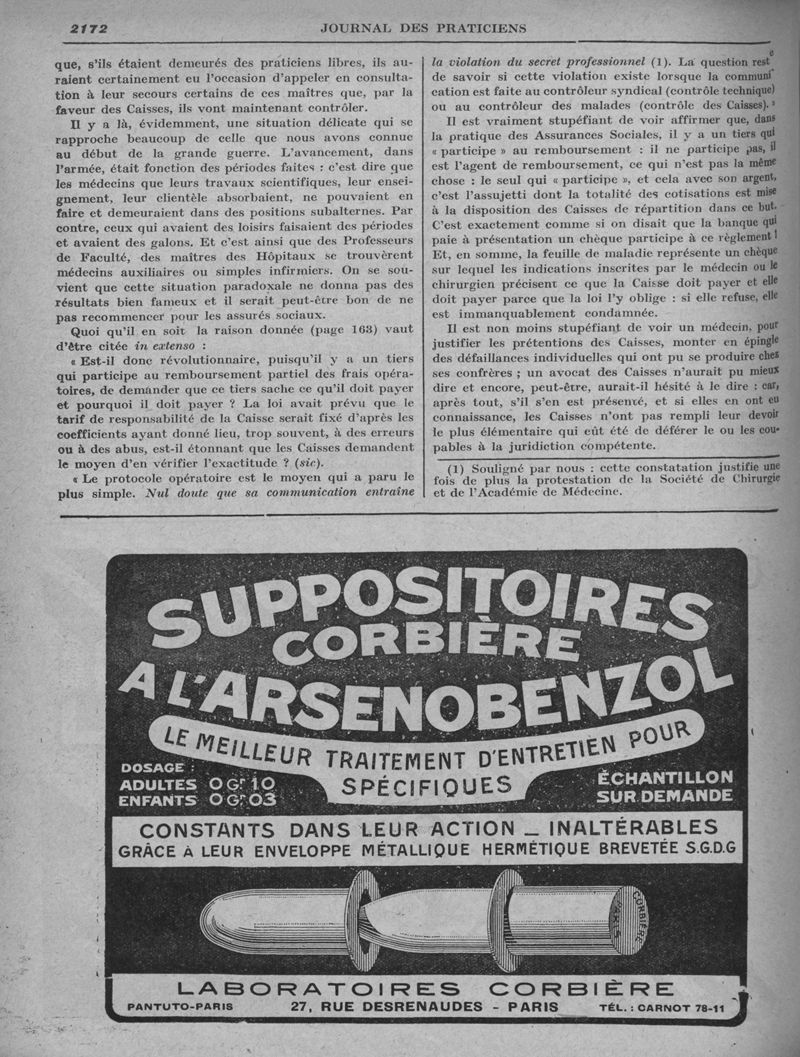 2172
JOURNAL DES PRATICIENS
que, s'ils étaient demeurés des praticiens libres, ils au-
raient certainement eu l'occasion d'appeler en consulta-
tion à leur secours certains de ces maîtres que, par la
faveur des Caisses, ils vont maintenant contrôler.
Il y a là, évidemment, une situation délicate qui se
rapproche beaucoup de celle que nous avons connue
au début de la grande guerre. L'avancement, dans
l'armée, était fonction des périodes faites : c'est dire que
les médecins que leurs travaux scientifiques, leur ensei-
gnement, leur clientèle absorbaient, ne pouvaient en
faire et demeuraient dans des positions subalternes. Par
contre, ceux qui avaient des loisirs faisaient des périodes
et avaient des galons. Et c'est ainsi que des Professeurs
de Faculté, des maîtres des Hôpitaux se trouvèrent
médecins auxiliaires ou simples infirmiers. On se sou-
vient que cette situation paradoxale ne donna pas des
résultats bien fameux et il serait peut-être bon de ne
pas recommencer pour les assurés sociaux.
Quoi qu'il en soit la raison donnée (page 163) vaut
d'être citée in extenso :
« Est-il donc révolutionnaire, puisqu'il y a un tiers
qui participe au remboursement partiel des frais opéra-
toires, de demander que ce tiers sache ce qu'il doit payer
et pourquoi il doit payer ? La loi avait prévu que le
tarif de responsabilité de la Caisse serait fixé d'après les
coefficients ayant donné lieu, trop souvent, à des erreurs
ou à des abus, est-il étonnant que les Caisses demandent
le moyen d'en vérifier l'exactitude ? (sic).
« Le protocole opératoire est le moyen qui a paru le
plus simple. Nul doute que sa communication entraîne
la violation du secret professionnel (1). La question reste
de savoir si cette violation existe lorsque la communi-
cation est faite au contrôleur syndical (contrôle technique)
ou au contrôleur des malades (contrôle des Caisses). »
Il est vraiment stupéfiant de voir affirmer que, dans
la pratique des Assurances Sociales, il y a un tiers qui
« participe » au remboursement : il ne participe pas, il
est l'agent de remboursement, ce qui n'est pas la même
chose : le seul qui « participe », et cela avec son argent,
c'est l'assujetti dont la totalité des cotisations est mise
à la disposition des Caisses de répartition dans ce but.
C'est exactement comme si on disait que la banque qui
paie à présentation un chèque participe à ce règlement !
Et, en somme, la feuille de maladie représente un chèque
sur lequel les indications inscrites par le médecin ou le
chirurgien précisent ce que la Caisse doit payer et elle
doit payer parce que la loi l'y oblige : si elle refuse, elle
est immanquablement condamnée.
Il est non moins stupéfiant de voir un médecin, pour
justifier les prétentions des Caisses, monter en épingle
des défaillances individuelles qui ont pu se produire chez
ses confrères ; un avocat des Caisses n'aurait pu mieux
dire et encore, peut-être, aurait-il hésité à le dire : car,
après tout, s'il s'en est présenté, et si elles en ont eu
connaissance, les Caisses n'ont pas rempli leur devoir
le plus élémentaire qui eût été de déférer le ou les cou-
pables à la juridiction compétente.
(1) Souligné par nous : cette constatation justifie une
fois de plus la protestation de la Société de Chirurgie
et de l'Académie de Médecine.
SUPPOSITOIRES
CORBIÈRE
A L'ARSENOBENZOL
LE MEILLEUR TRAITEMENT D'ENTRETIEN POUR
SPÉCIFIQUES
DOSAGE :
ADULTES 0 Gr 10
ENFANTS 0 Gr 03
ÉCHANTILLON
SUR DEMANDE
CONSTANTS DANS LEUR ACTION _ INALTÉRABLES
GRÂCE A LEUR ENVELOPPE MÉTALLIQUE HERMÉTIQUE BREVETÉE S.G.D.G
CORBIÈRE
PARIS
LABORATOIRES CORBIÈRE
PANTUTO-PARIS
27, RUE DESRENAUDES - PARIS
TÉL. : CARNOT 78-11